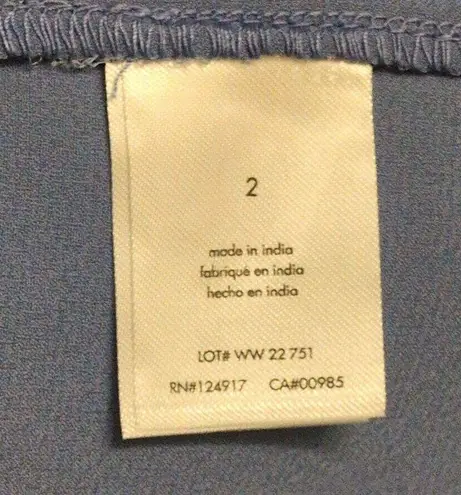 2
made in india
fabriqué en india
hecho en india
LOT# WW 22 751
RN#124917 CA#00985